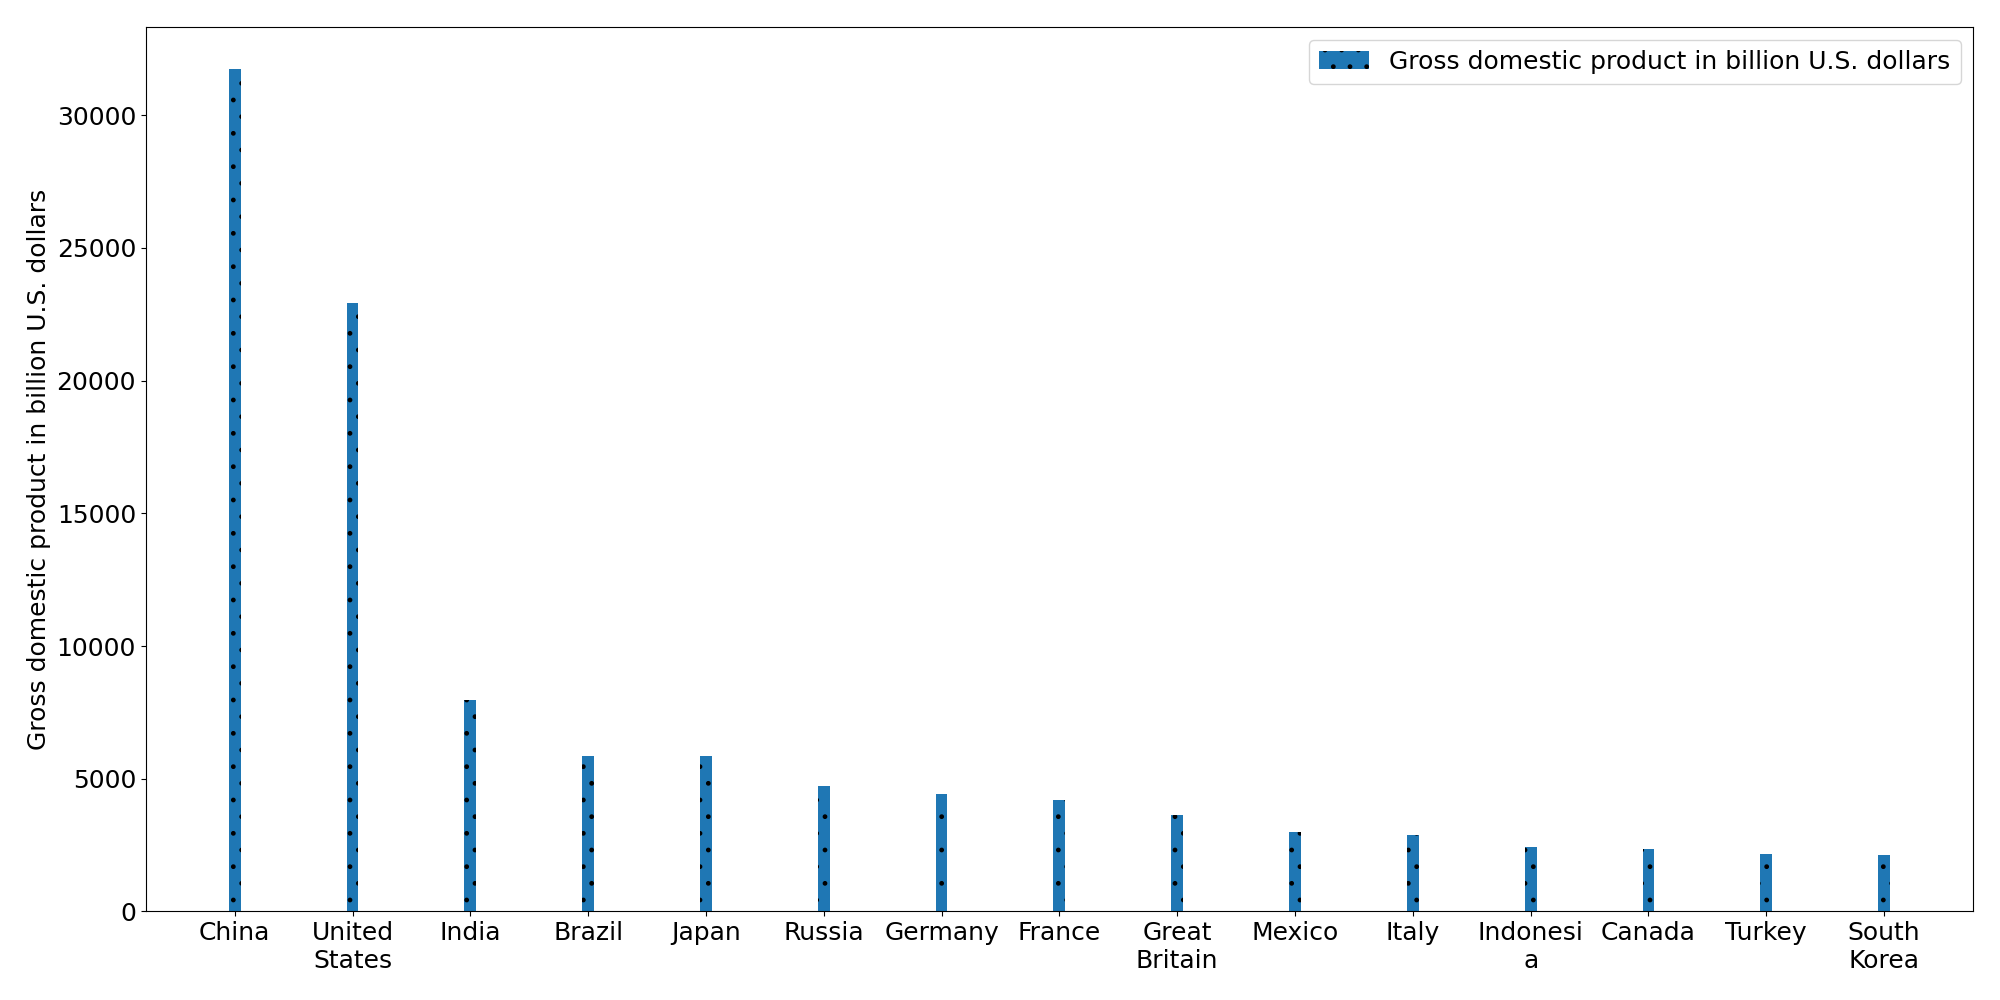 Gross domestic product in billion U.S. dollars
Gross domestic product in billion U.S. dollars
30000
25000
20000
15000
10000
5000
0
China
United
States
India
Brazil
Japan
Russia
Germany
France
Great
Britain
Mexico
Italy
Indonesi
a
Canada
Turkey
South
Korea